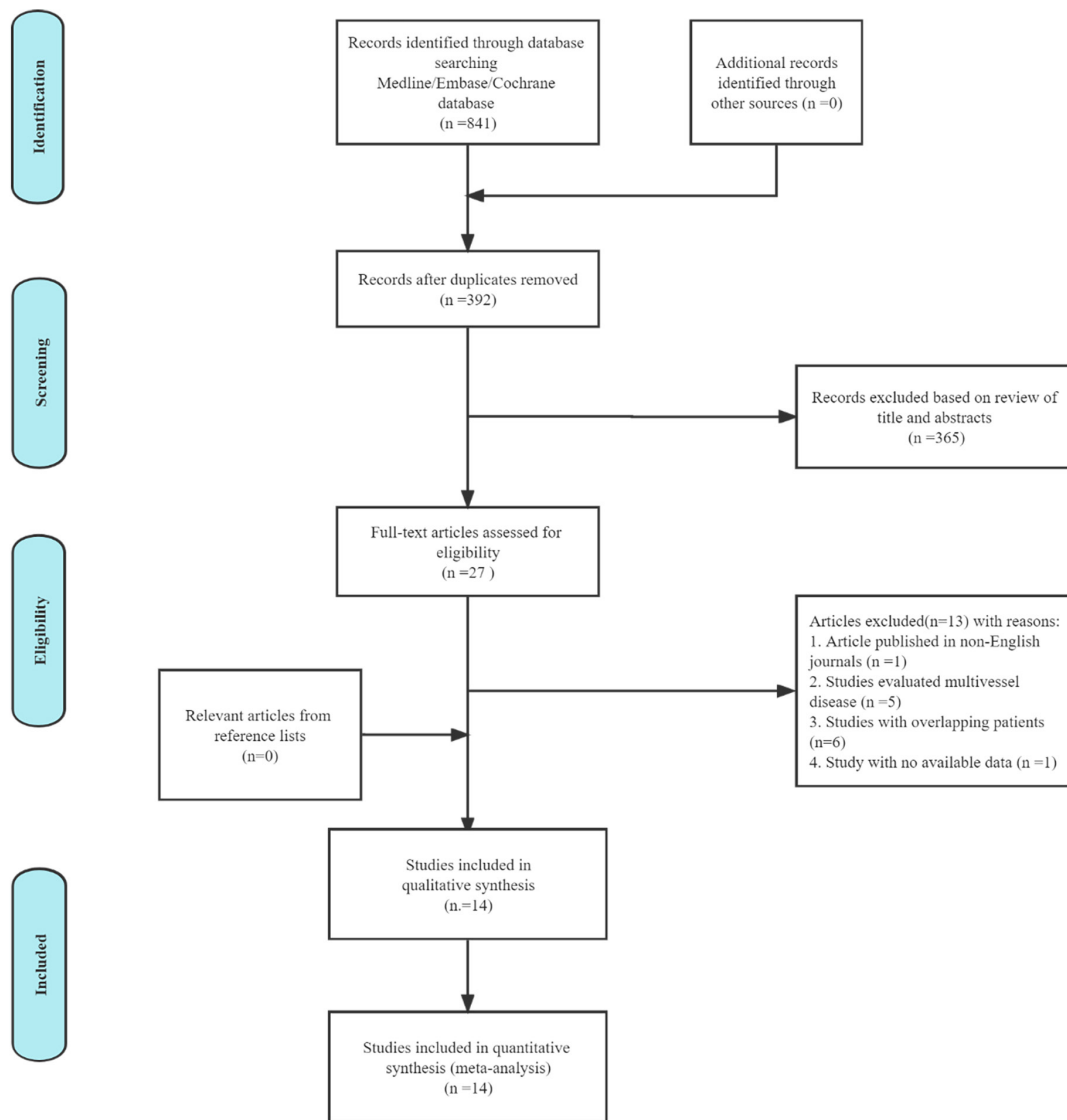 Identification
Records identified through database
searching
Medline/Embase/Cochrane
database
(n =841)
Additional records
identified through
other sources (n =0)
Records after duplicates removed
(n =392)
Screening
Records excluded based on review of
title and abstracts
(n =365)
Full-text articles assessed for
eligibility
(n =27 )
Eligibility
Articles excluded(n=13) with reasons:
1. Article published in non-English
journals (n =1)
2. Studies evaluated multivessel
disease (n =5)
3. Studies with overlapping patients
(n=6)
4. Study with no available data (n =1)
Relevant articles from
reference lists
(n=0)
Studies included in
qualitative synthesis
(n.=14)
Included
Studies included in quantitative
synthesis (meta-analysis)
(n =14)